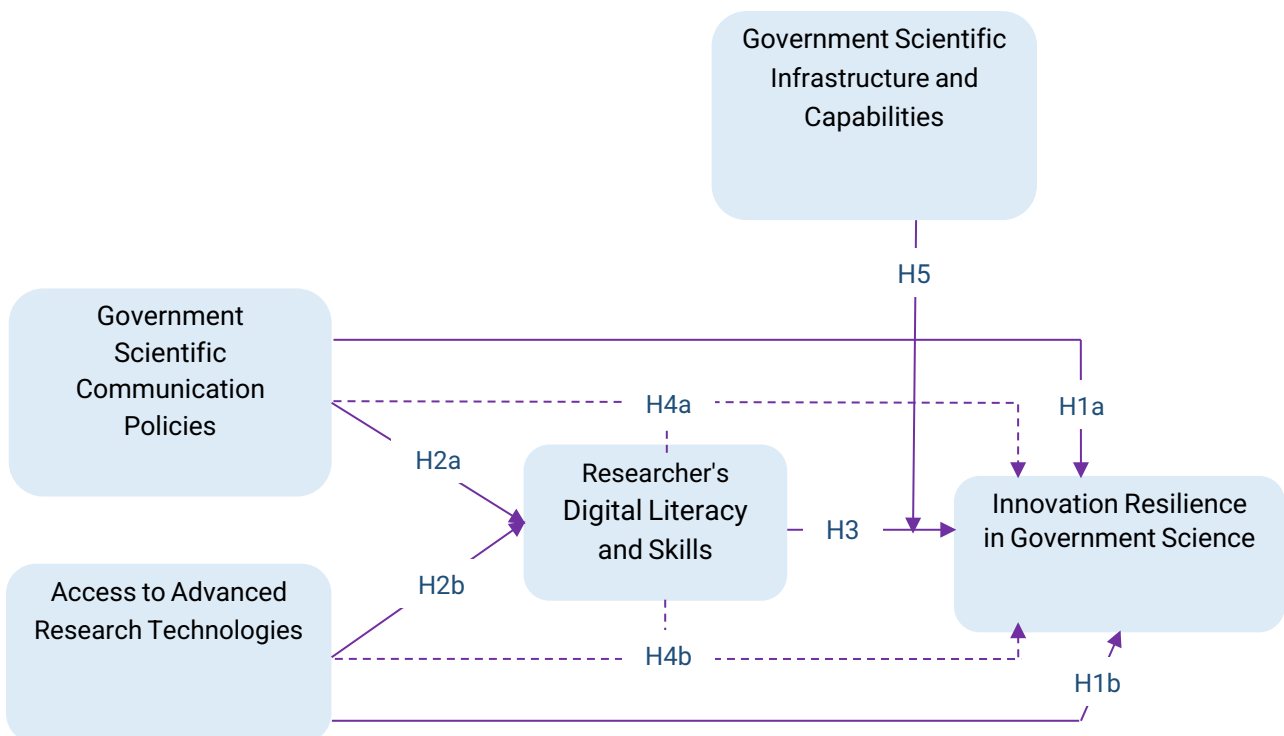 Government Scientific
Infrastructure and
Capabilities
H5
Government
Scientific
Communication
Policies
H4a
H1a
H2a
Researcher's
Digital Literacy
and Skills
H3
Innovation Resilience
in Government Science
H2b
Access to Advanced
Research Technologies
H4b
H1b